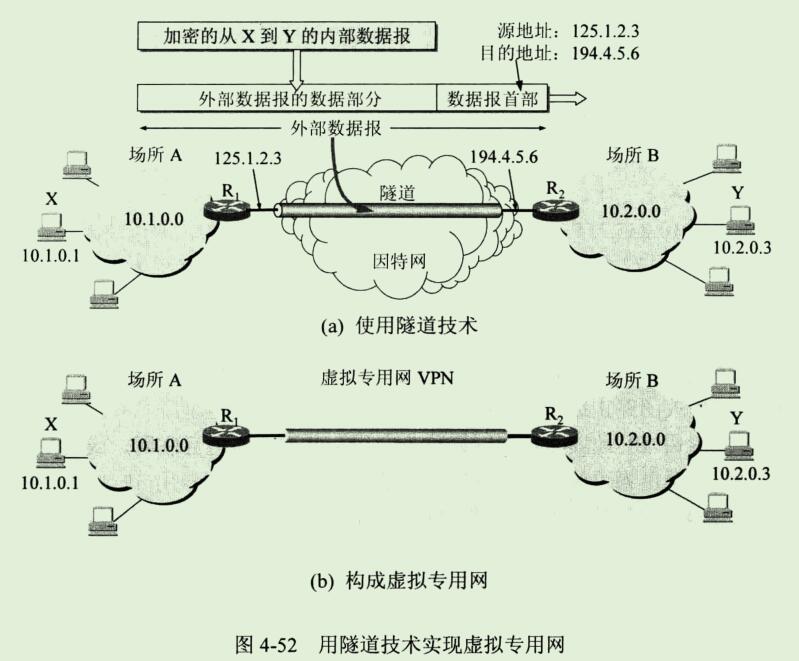 加密的从 X 到 Y 的内部数据报
源地址：125.1.2.3
目的地址：194.4.5.6
外部数据报的数据部分
数据报首部
外部数据报
场所 A
125.1.2.3
194.4.5.6
场所 B
X
R1
隧道
R2
Y
10.1.0.0
10.2.0.0
10.1.0.1
因特网
10.2.0.3
(a) 使用隧道技术
场所 A
虚拟专用网 VPN
场所 B
X
R1
R2
Y
10.1.0.0
10.2.0.0
10.1.0.1
10.2.0.3
(b) 构成虚拟专用网
图 4-52 用隧道技术实现虚拟专用网